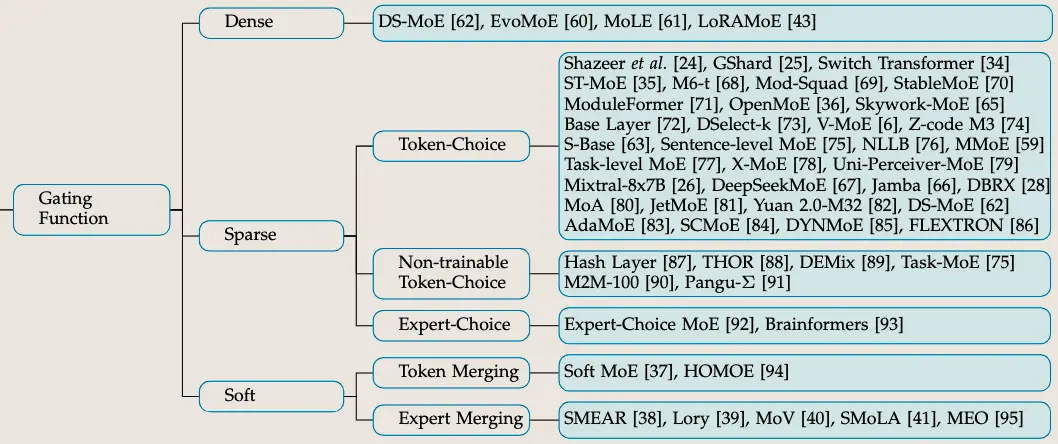 Dense
DS-MoE [62], EvoMoE [60], MoLE [61], LoRAMoE [43]
Gating
Function
Sparse
Token-Choice
Shazeer et al. [24], GShard [25], Switch Transformer [34]
ST-MoE [35], M6-t [68], Mod-Squad [69], StableMoE [70]
ModuleFormer [71], OpenMoE [36], Skywork-MoE [65]
Base Layer [72], DSelect-k [73], V-MoE [6], Z-code M3 [74]
S-Base [63], Sentence-level MoE [75], NLLB [76], MMoE [59]
Task-level MoE [77], X-MoE [78], Uni-Perceiver-MoE [79]
Mixtral-8x7B [26], DeepSeekMoE [67], Jamba [66], DBRX [28]
MoA [80], JetMoE [81], Yuan 2.0-M32 [82], DS-MoE [62]
AdaMoE [83], SCMoE [84], DYNMoE [85], FLEXTRON [86]
Non-trainable
Token-Choice
Hash Layer [87], THOR [88], DEMix [89], Task-MoE [75]
M2M-100 [90], Pangu-Σ [91]
Expert-Choice
Expert-Choice MoE [92], Brainformers [93]
Soft
Token Merging
Soft MoE [37], HOMOE [94]
Expert Merging
SMEAR [38], Lory [39], MoV [40], SMoLA [41], MEO [95]